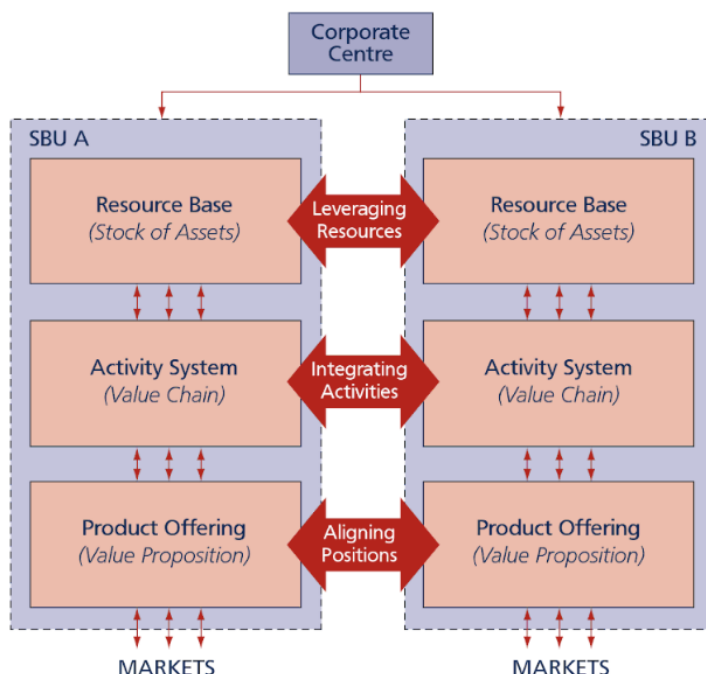 Corporate
Centre
SBU A
Resource Base
(Stock of Assets)
Activity System
(Value Chain)
Product Offering
(Value Proposition)
MARKETS
Leveraging
Resources
Integrating
Activities
Aligning
Positions
SBU B
Resource Base
(Stock of Assets)
Activity System
(Value Chain)
Product Offering
(Value Proposition)
MARKETS